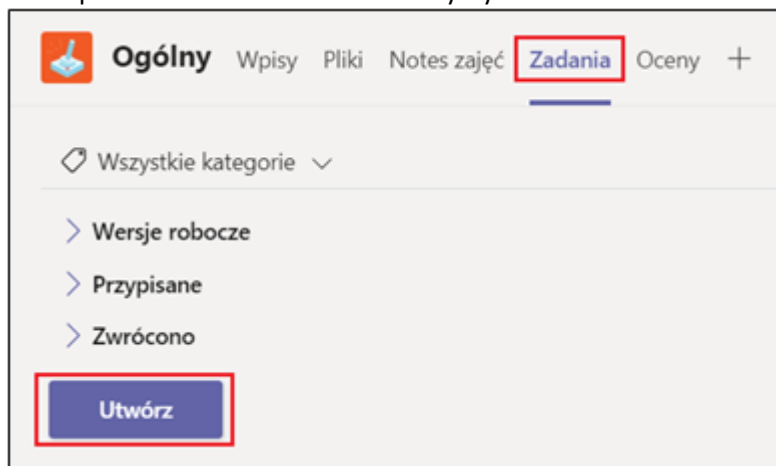 Ogólny Wpisy Pliki Notes zajęć Zadania Oceny +
Wszystkie kategorie
Wersje robocze
Przypisane
Zwrócono
Utwórz